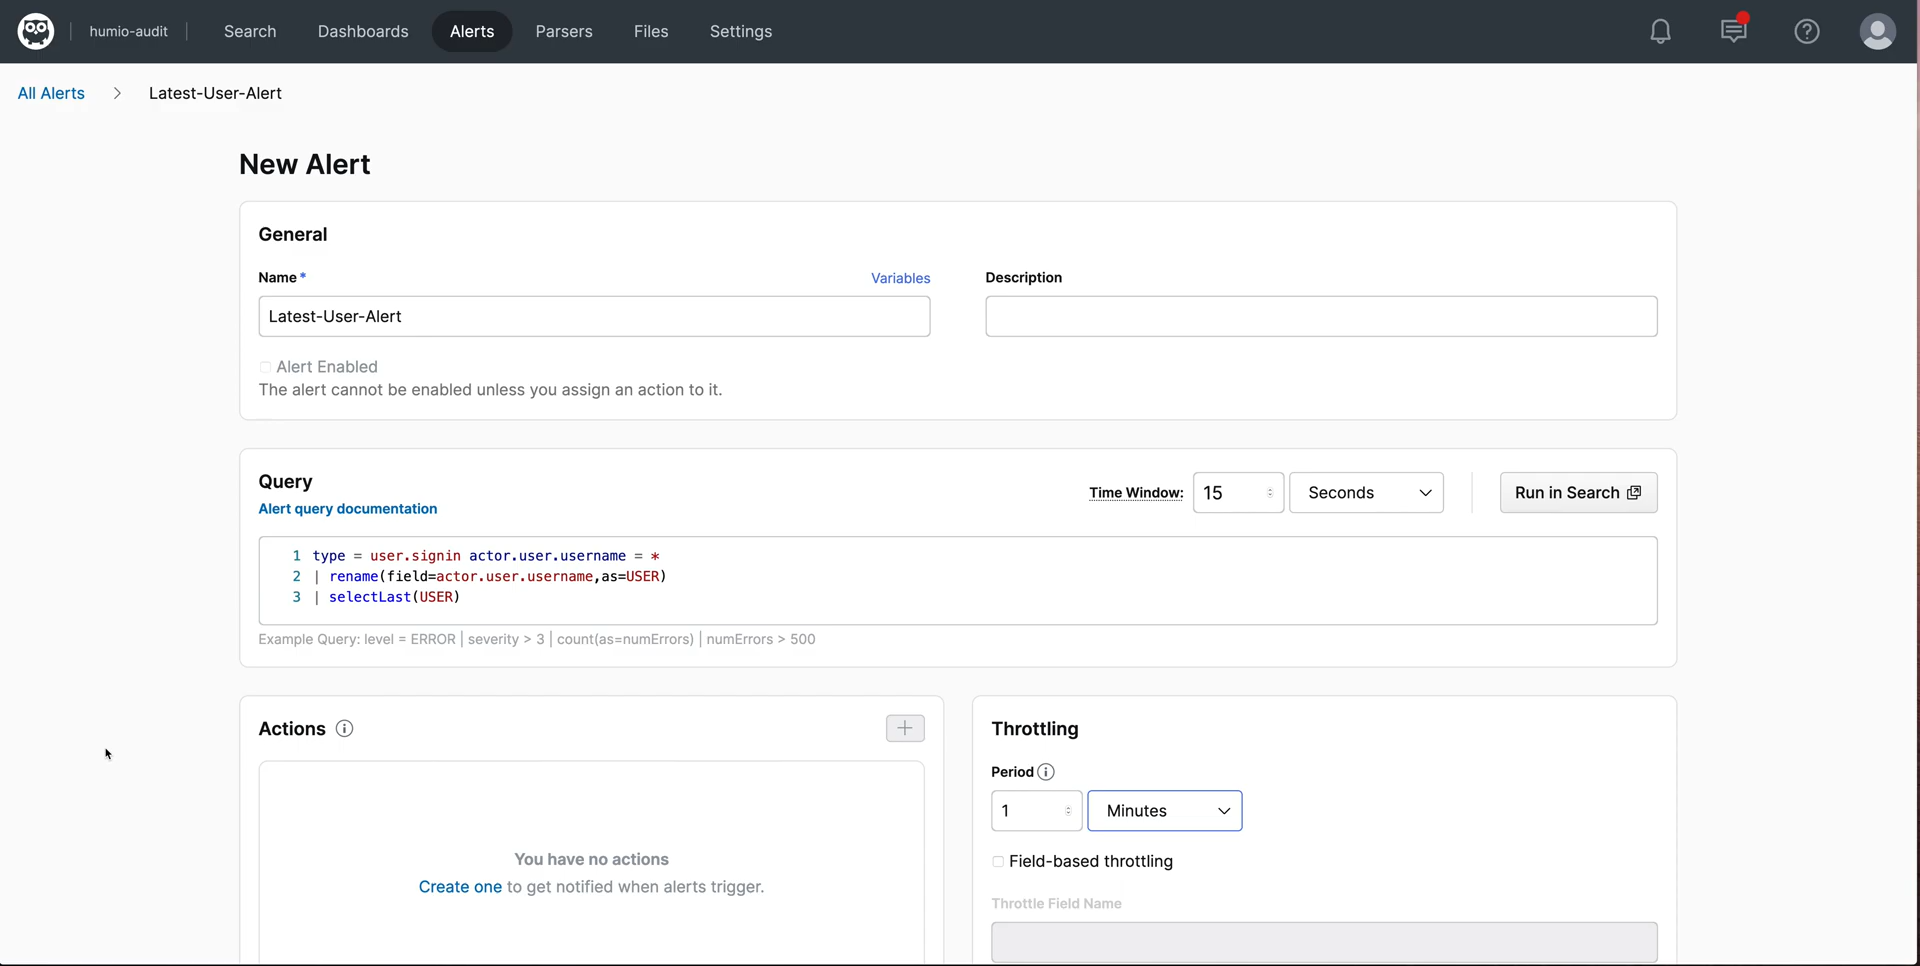 humio-audit
Search
Dashboards
Alerts
Parsers
Files
Settings
All Alerts > Latest-User-Alert
New Alert
General
Name *
Variables
Description
Latest-User-Alert
Alert Enabled
The alert cannot be enabled unless you assign an action to it.
Query
Alert query documentation
Time Window:
15
Seconds
Run in Search
1 type = user.signin actor.user.username = *
2 | rename(field=actor.user.username,as=USER)
3 | selectLast(USER)
Example Query: level = ERROR | severity > 3 | count(as=numErrors) | numErrors > 500
Actions
You have no actions
Create one to get notified when alerts trigger.
Throttling
Period
1
Minutes
Field-based throttling
Throttle Field Name